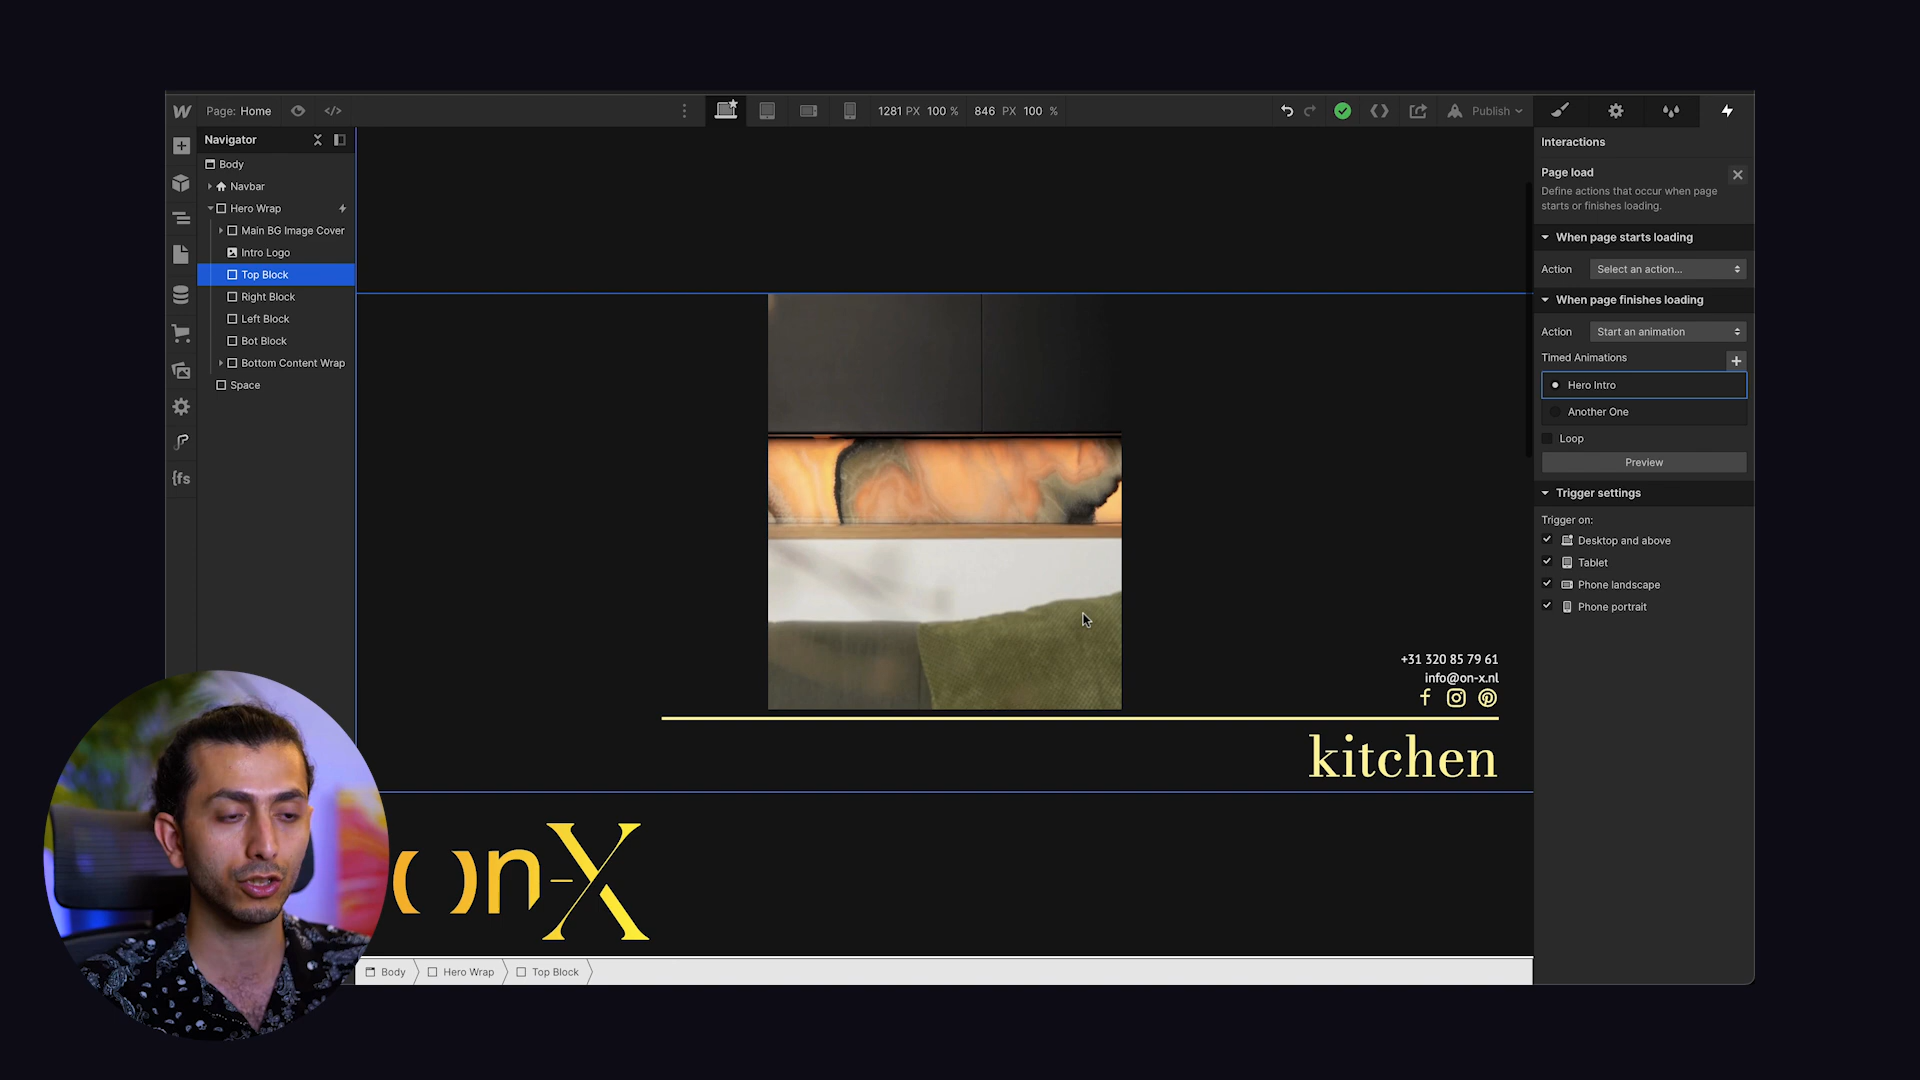 Page: Home
1281 PX 100 % 846 PX 100 %
Publish
Navigator
Body
Navbar
Hero Wrap
Main BG Image Cover
Intro Logo
Top Block
Right Block
Left Block
Bot Block
Bottom Content Wrap
Space
{fs
+31 320 85 79 61
info@on-x.nl
kitchen
on-X
Body
Hero Wrap
Top Block
Interactions
Page load
Define actions that occur when page
starts or finishes loading.
When page starts loading
Action Select an action...
When page finishes loading
Action Start an animation
Timed Animations
Hero Intro
Another One
Loop
Preview
Trigger settings
Trigger on:
Desktop and above
Tablet
Phone landscape
Phone portrait